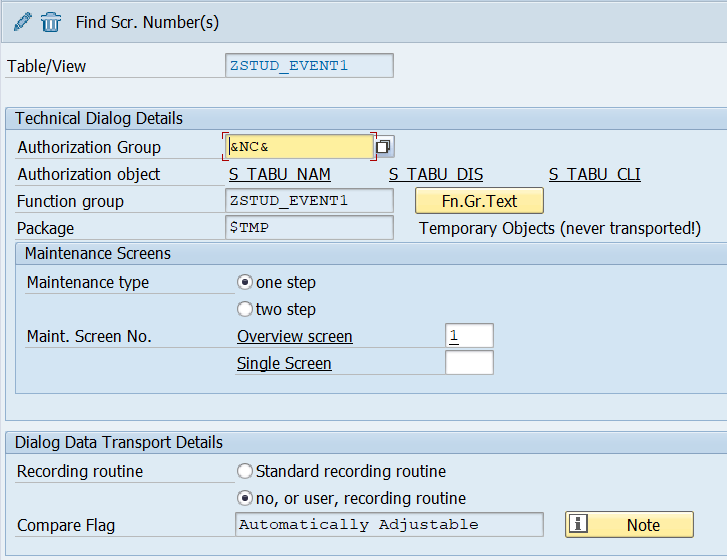 Find Scr. Number(s)
Table/View ZSTUD_EVENT1
Technical Dialog Details
Authorization Group &NC&
Authorization object S_TABU_NAM S_TABU_DIS S_TABU_CLI
Function group ZSTUD_EVENT1 Fn.Gr.Text
Package $TMP Temporary Objects (never transported!)
Maintenance Screens
Maintenance type one step
two step
Maint. Screen No. Overview screen 1
Single Screen
Dialog Data Transport Details
Recording routine Standard recording routine
no, or user, recording routine
Compare Flag Automatically Adjustable i Note